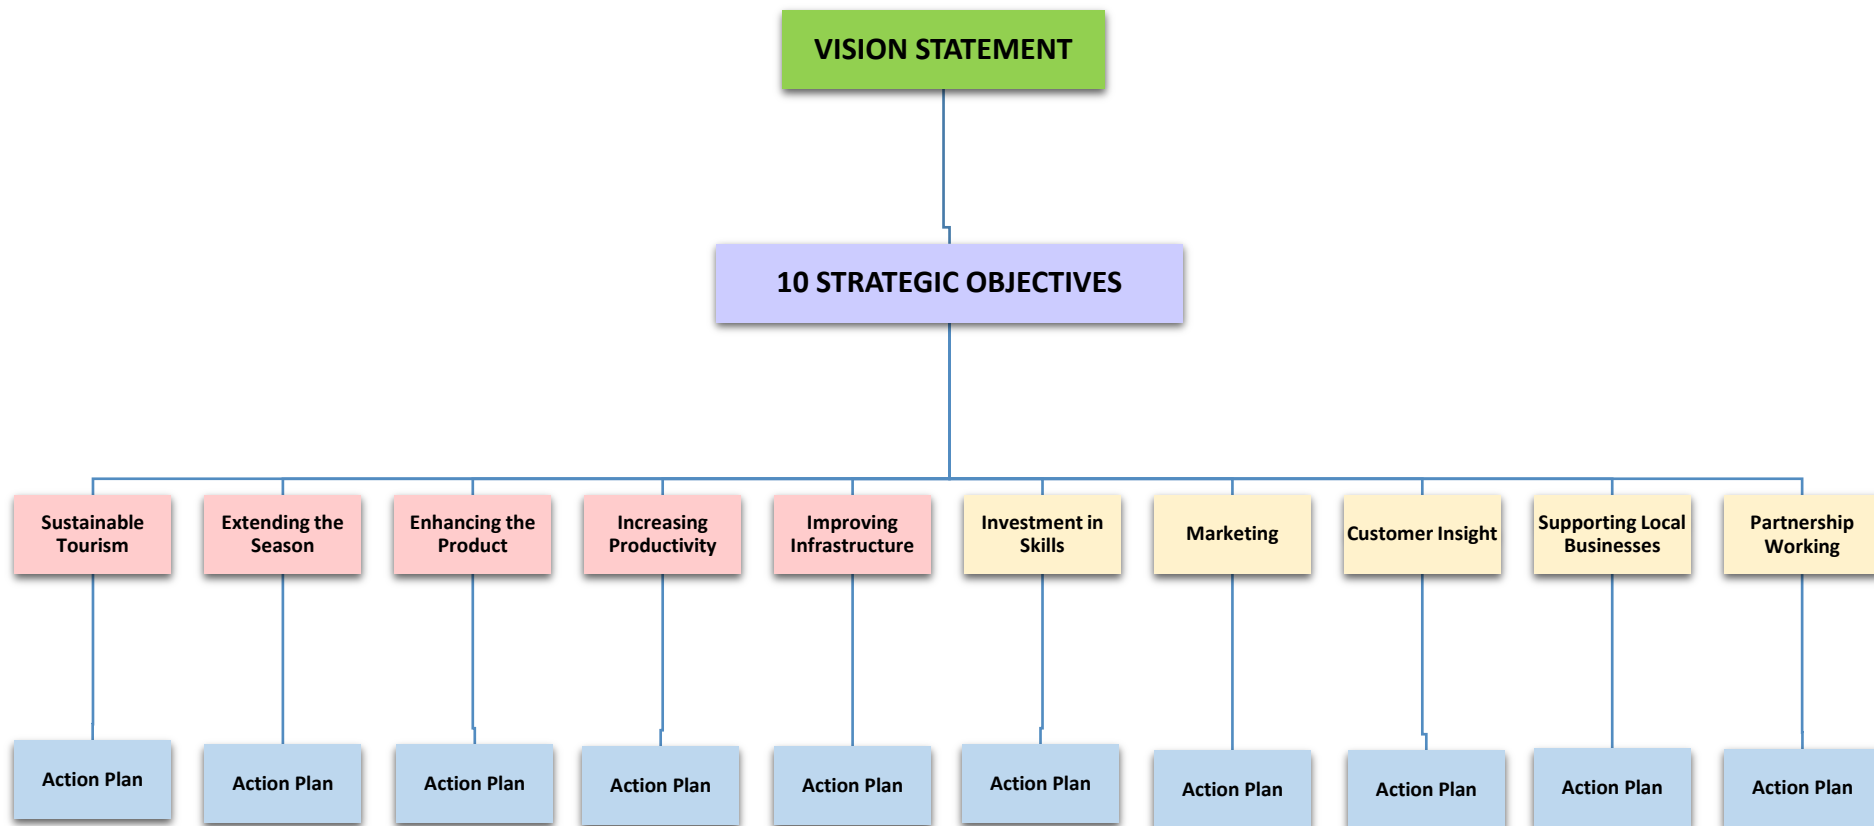 VISION STATEMENT
10 STRATEGIC OBJECTIVES
Sustainable
Tourism
Extending the
Season
Enhancing the
Product
Increasing
Productivity
Improving
Infrastructure
Investment in
Skills
Marketing
Customer Insight
Supporting Local
Businesses
Partnership
Working
Action Plan
Action Plan
Action Plan
Action Plan
Action Plan
Action Plan
Action Plan
Action Plan
Action Plan
Action Plan